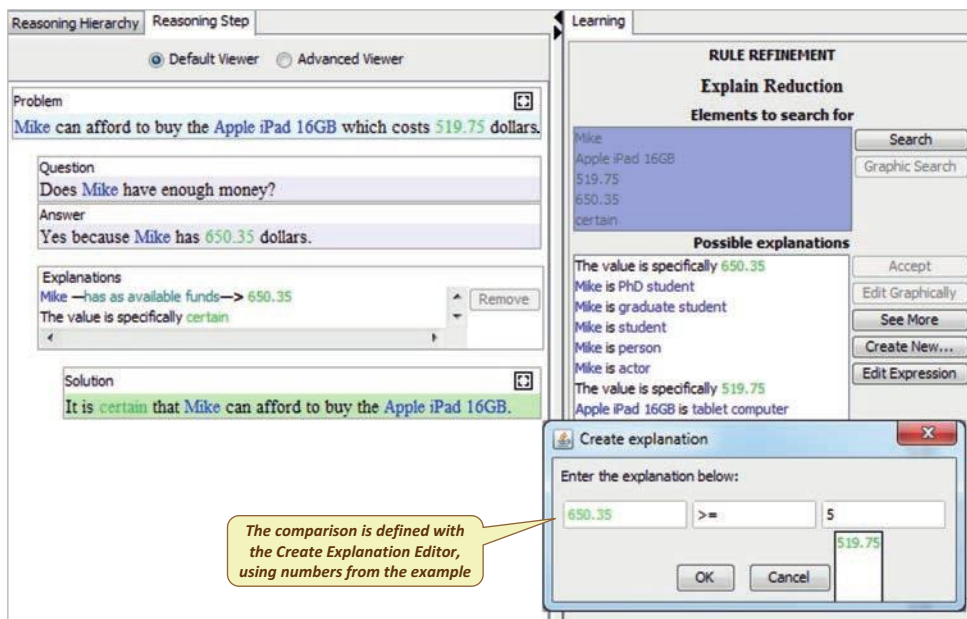 Reasoning Hierarchy
Reasoning Step
Default Viewer
Advanced Viewer
Problem
Mike can afford to buy the Apple iPad 16GB which costs 519.75 dollars.
Question
Does Mike have enough money?
Answer
Yes because Mike has 650.35 dollars.
Explanations
Mike —has as available funds—> 650.35
The value is specifically certain
Remove
Solution
It is certain that Mike can afford to buy the Apple iPad 16GB.
Learning
RULE REFINEMENT
Explain Reduction
Elements to search for
Mike
Apple iPad 16GB
519.75
650.35
certain
Search
Graphic Search
Possible explanations
The value is specifically 650.35
Mike is PhD student
Mike is graduate student
Mike is student
Mike is person
Mike is actor
The value is specifically 519.75
Apple iPad 16GB is tablet computer
Accept
Edit Graphically
See More
Create New...
Edit Expression
Create explanation
Enter the explanation below:
650.35
>=
5
519.75
OK
Cancel
The comparison is defined with
the Create Explanation Editor,
using numbers from the example